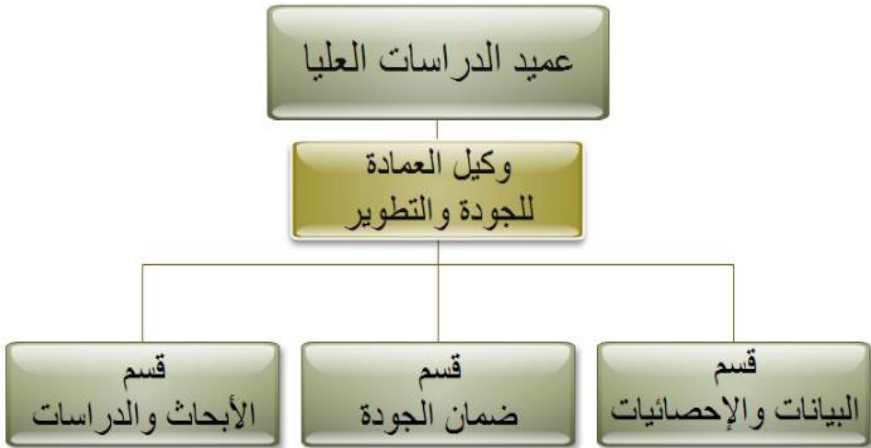 عميد الدراسات العليا
وكيل العمادة
للجودة والتطوير
قسم
البيانات والإحصائيات
قسم
ضمان الجودة
قسم
الأبحاث والدراسات